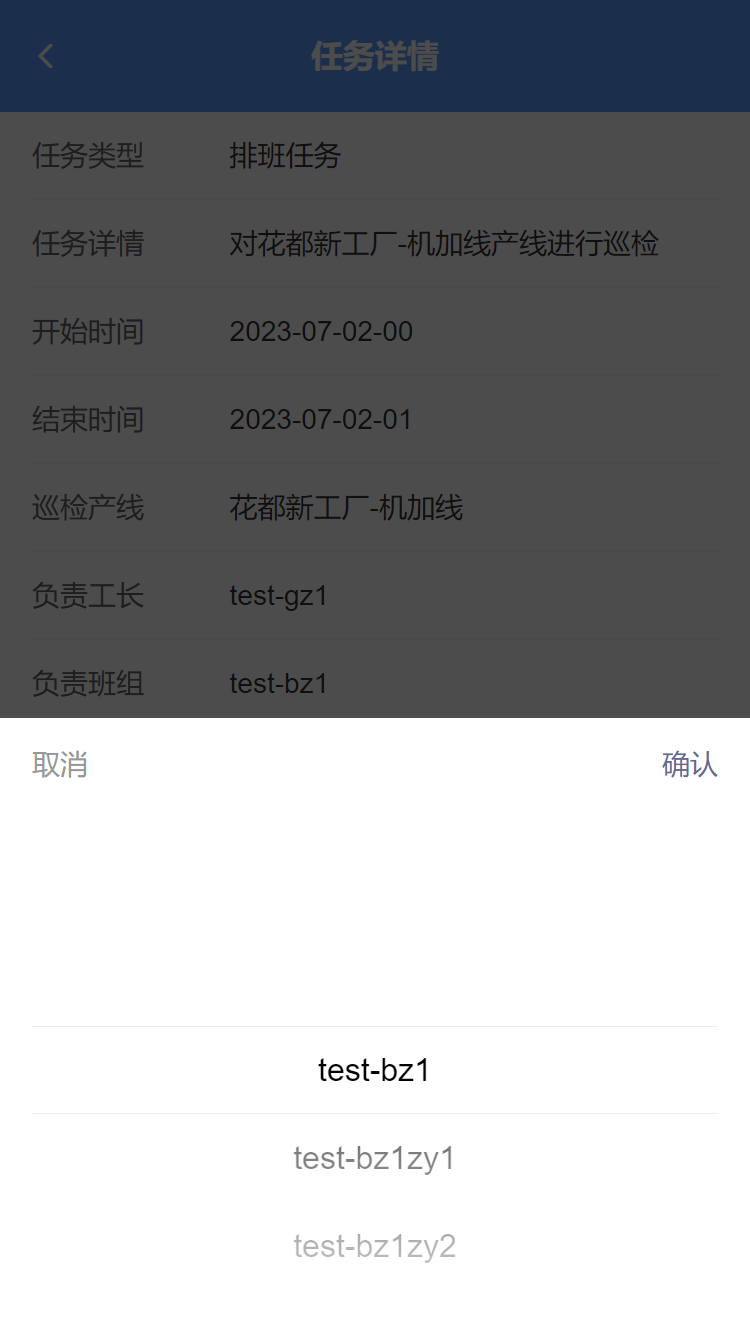 任务详情
任务类型 排班任务
任务详情 对花都新工厂-机加线产线进行巡检
开始时间 2023-07-02-00
结束时间 2023-07-02-01
巡检产线 花都新工厂-机加线
负责工长 test-gz1
负责班组 test-bz1
取消 确认
test-bz1
test-bz1zy1
test-bz1zy2